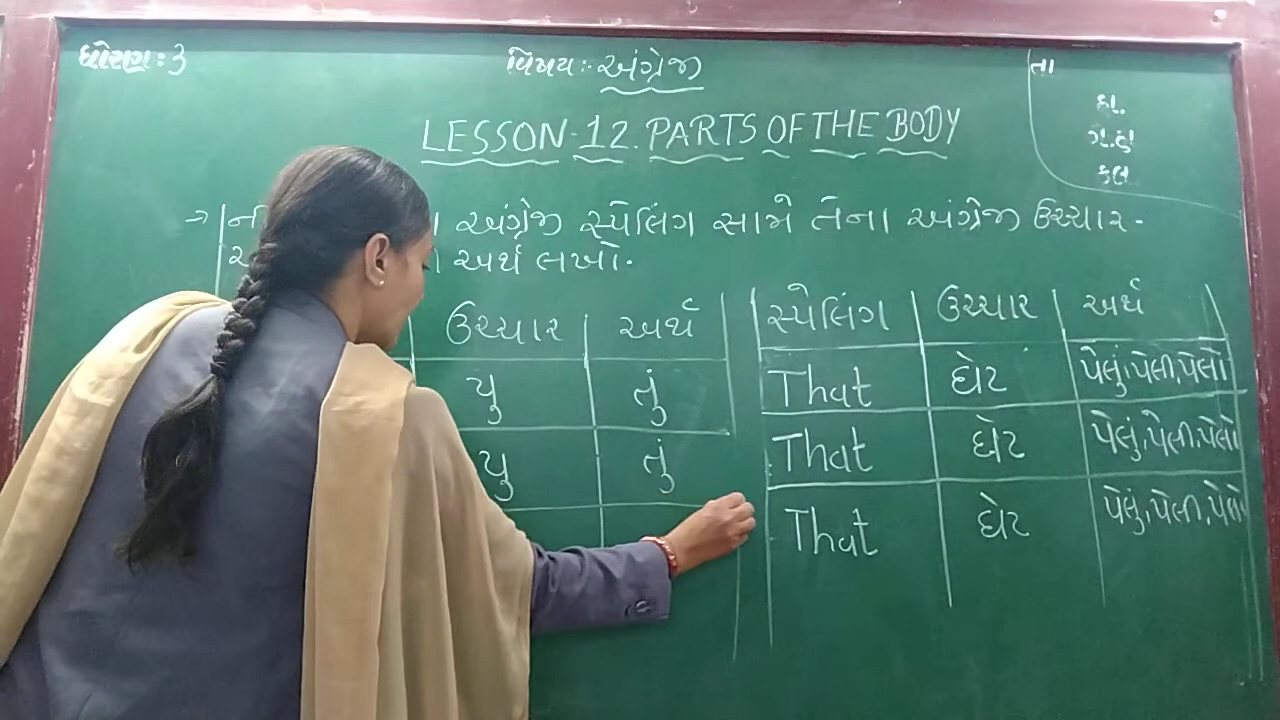 ધોરણ: 3
વિષય:- અંગ્રેજી
તા
LESSON-12. PARTS OF THE BODY
કુલ
→ અંગ્રેજી સ્પેલિંગ સામે તેના અંગ્રેજી ઉચ્ચાર-
અર્થ લખો.
ઉચ્ચાર અર્થ
યુ તું
યુ તું
સ્પેલિંગ ઉચ્ચાર અર્થ
That ધેટ પેલું,પેલી,પેલો
That ધેટ પેલું,પેલી,પેલો
That ધેટ પેલું,પેલી,પેલો